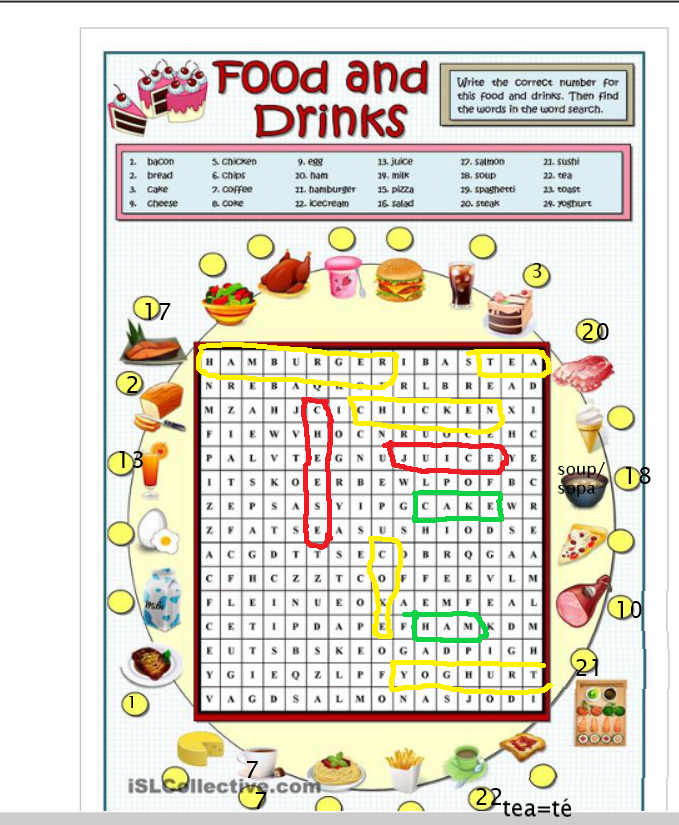 FOOd and
Drinks
Write the correct number for
this food and drinks. Then find
the words in the word search.
1. bacon 5. chicken 9. egg 13. juice 17. salmon 21. sushi
2. bread 6. chips 10. ham 14. milk 18. soup 22. tea
3. cake 7. coffee 11. hamburger 15. pizza 19. spaghetti 23. toast
4. cheese 8. coke 12. icecream 16. salad 20. steak 24. yoghurt
3
17
20
2
H A M B U R G E R B A S T E A
N R E B A Q O T R L B R E A D
M Z A H J C I C H I C K E N X I
F I E W V H O C N R U O C Z H C
P A L V T E G N U J U I C E Y E
I T S K O E R B E W L P O F B C
Z E P S A S Y I P G C A K E W R
Z F A T S E A S U S H I O D S E
A C G D T T S E C O B R Q G A A
C F H C Z Z T C O F F E E V L M
F L E I N U E O K A E M F E A L
C E T I P D A P E F H A M K D M
E U T S B S K E O G A D P I G H
Y G I E Q Z L P F Y O G H U R T
V A G D S A L M O N A S J O D I
13
soup/
sopa
18
Milk
10
21
1
7
iSLCollective.com
7
22
tea=té